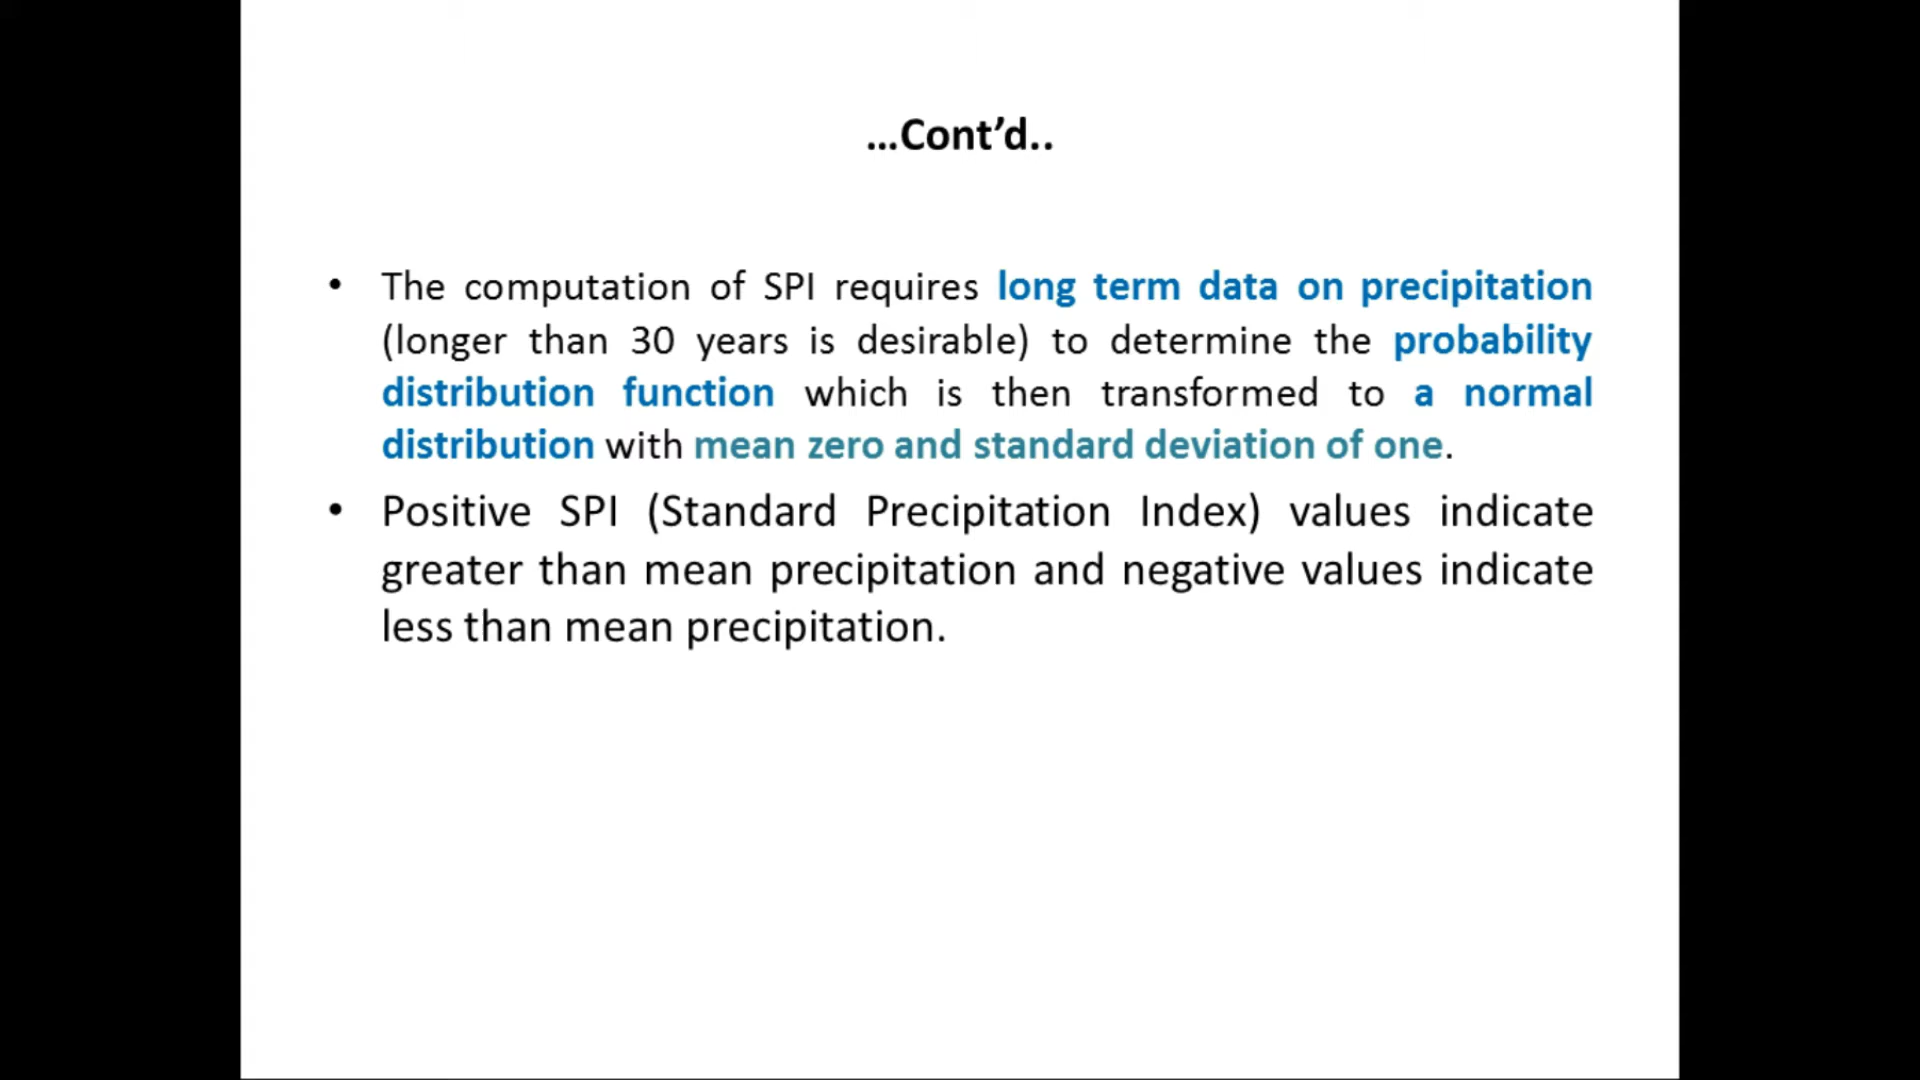 ...Cont’d..
• The computation of SPI requires long term data on precipitation
(longer than 30 years is desirable) to determine the probability
distribution function which is then transformed to a normal
distribution with mean zero and standard deviation of one.
• Positive SPI (Standard Precipitation Index) values indicate
greater than mean precipitation and negative values indicate
less than mean precipitation.